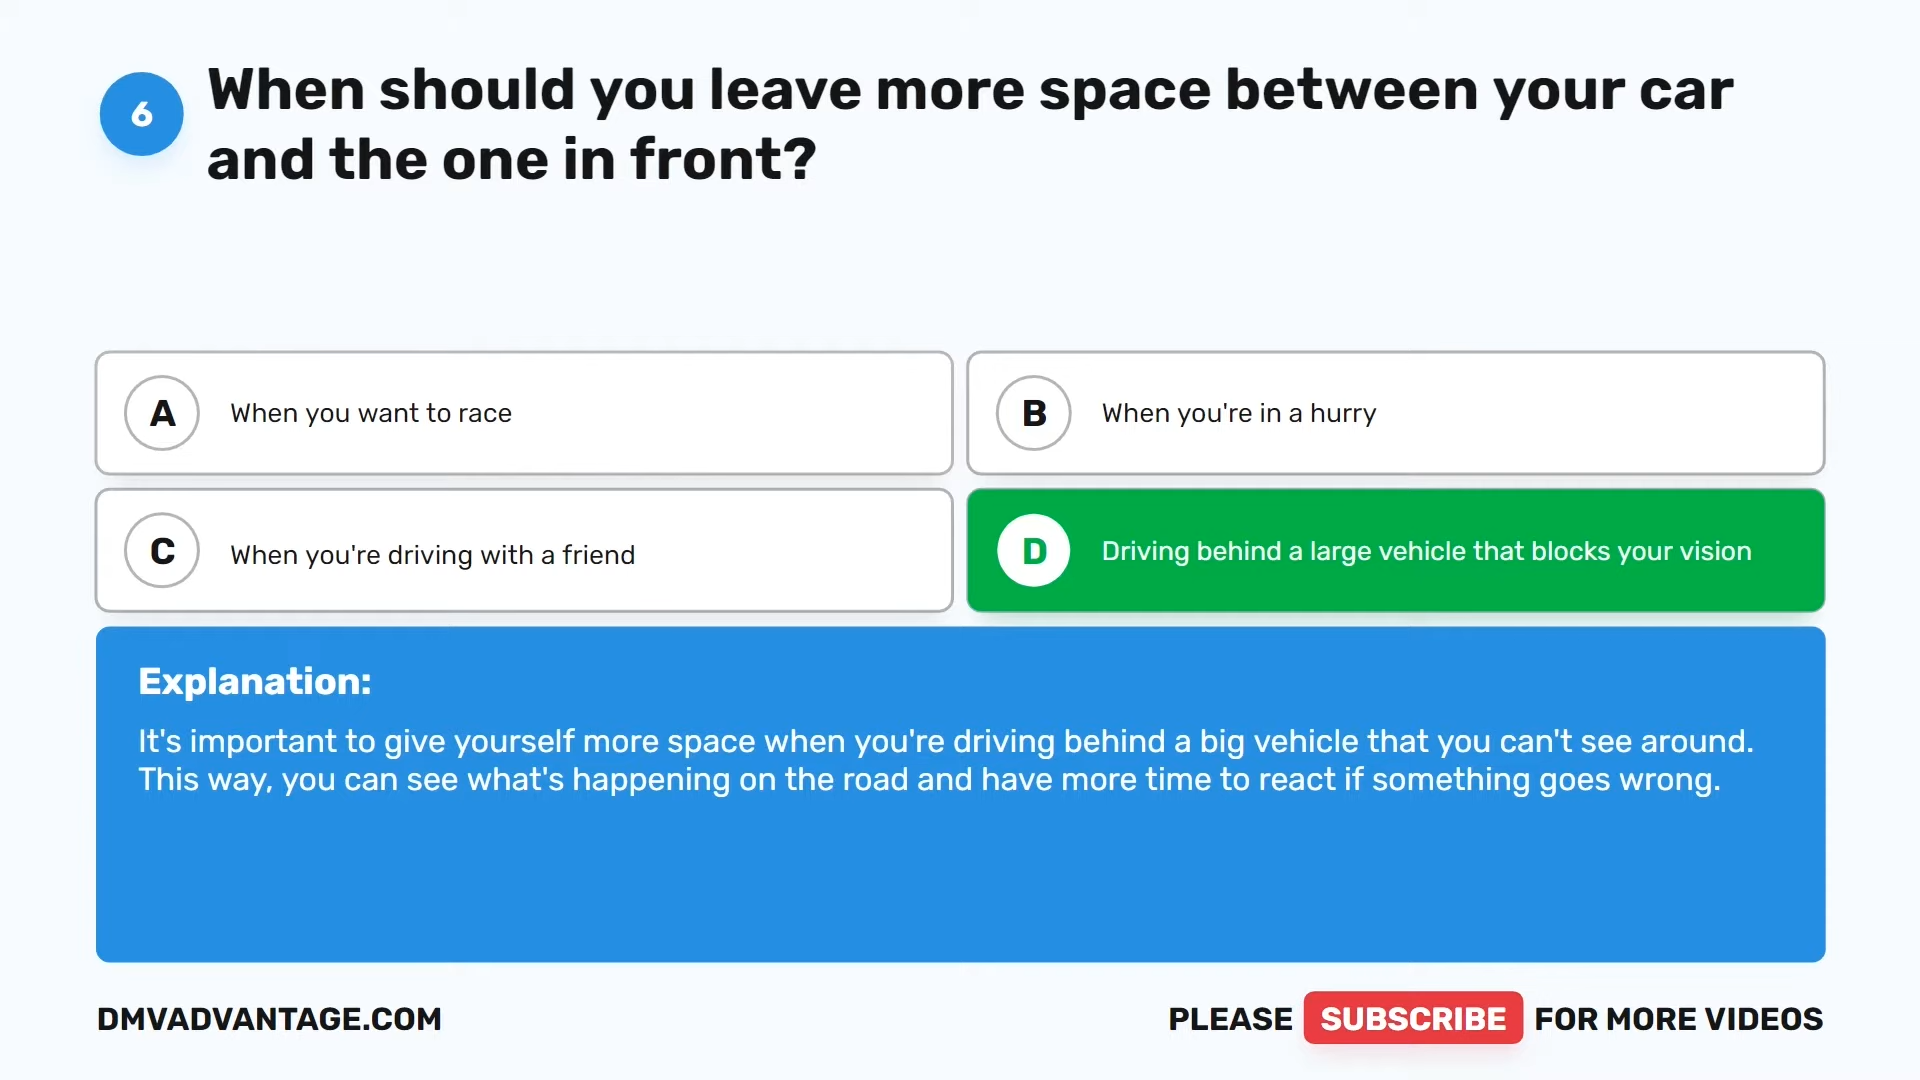 6
When should you leave more space between your car
and the one in front?
A When you want to race
B When you're in a hurry
C When you're driving with a friend
D Driving behind a large vehicle that blocks your vision
Explanation:
It's important to give yourself more space when you're driving behind a big vehicle that you can't see around.
This way, you can see what's happening on the road and have more time to react if something goes wrong.
DMVADVANTAGE.COM
PLEASE SUBSCRIBE FOR MORE VIDEOS